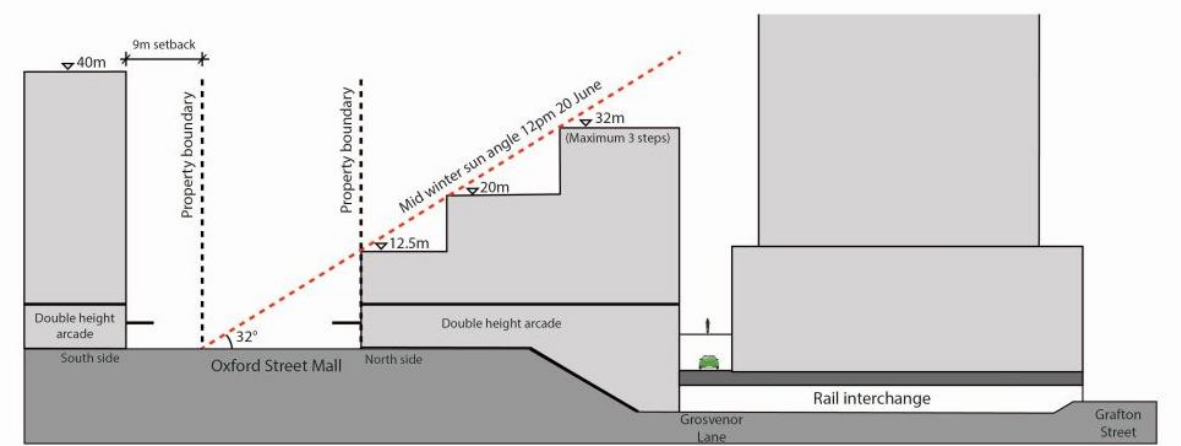 9m setback
40m
Property boundary
Property boundary
Mid winter sun angle 12pm 20 June
32m
(Maximum 3 steps)
20m
12.5m
Double height
arcade
Double height arcade
32°
South side
Oxford Street Mall
North side
Rail interchange
Grosvenor
Lane
Grafton
Street